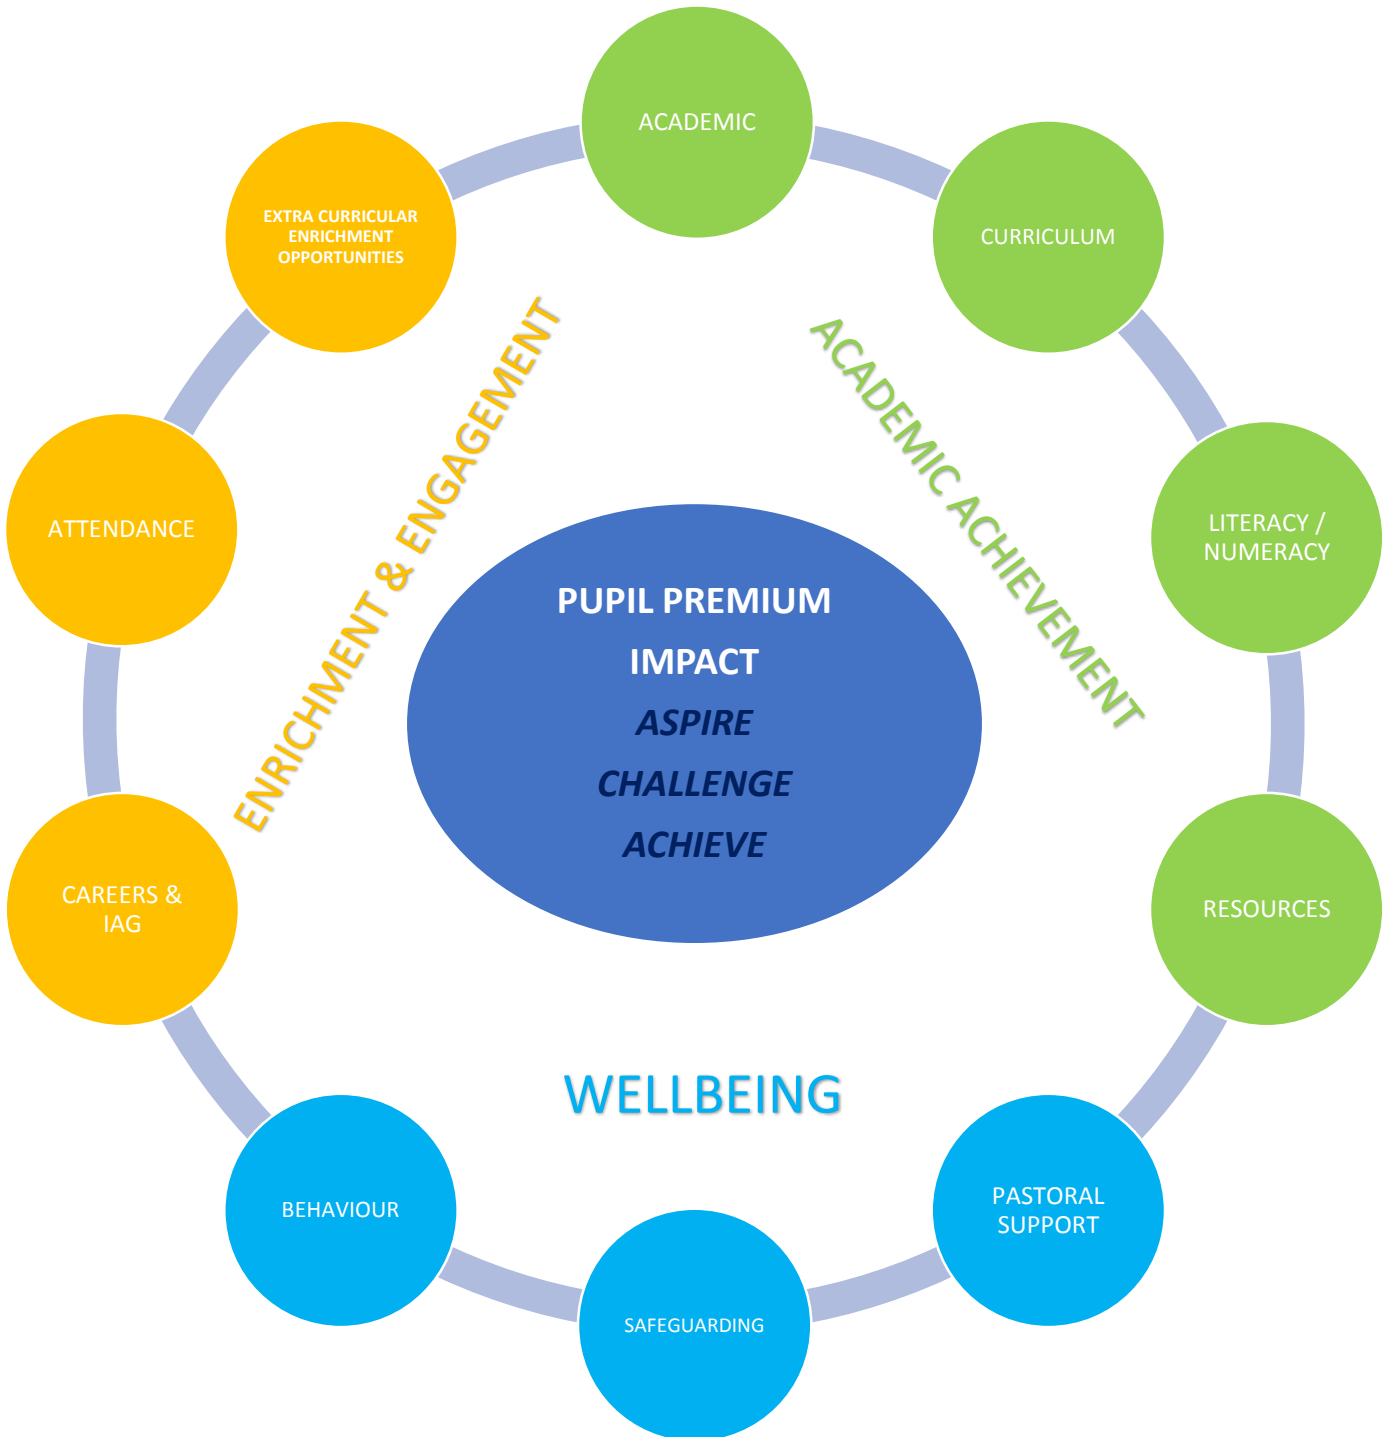 ACADEMIC
CURRICULUM
LITERACY /
NUMERACY
RESOURCES
PASTORAL
SUPPORT
SAFEGUARDING
BEHAVIOUR
CAREERS &
IAG
ATTENDANCE
EXTRA CURRICULAR
ENRICHMENT
OPPORTUNITIES
ENRICHMENT & ENGAGEMENT
ACADEMIC ACHIEVEMENT
WELLBEING
PUPIL PREMIUM
IMPACT
ASPIRE
CHALLENGE
ACHIEVE